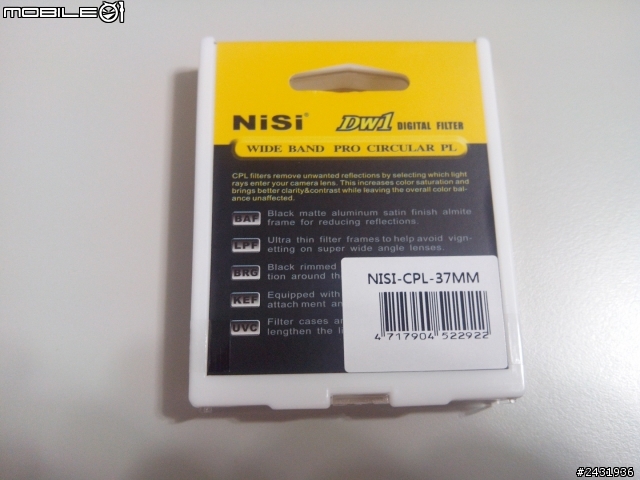 MOBILE01
NiSi®
DW1 DIGITAL FILTER
WIDE BAND PRO CIRCULAR PL
CPL filters remove unwanted reflections by selecting which light
rays enter your camera lens. This increases color saturation and
brings better clarity&contrast while leaving the overall color bal-
ance unaffected.
BAF Black matte aluminum satin finish almite
frame for reducing reflections.
LPF Ultra thin filter frames to help avoid vign-
etting on super wide angle lenses.
BRG Black rimmed
tion around th
KEF Equipped with
attach ment an
UVC Filter cases a
lengthen the l
NISI-CPL-37MM
4 717904 522922
#2431936